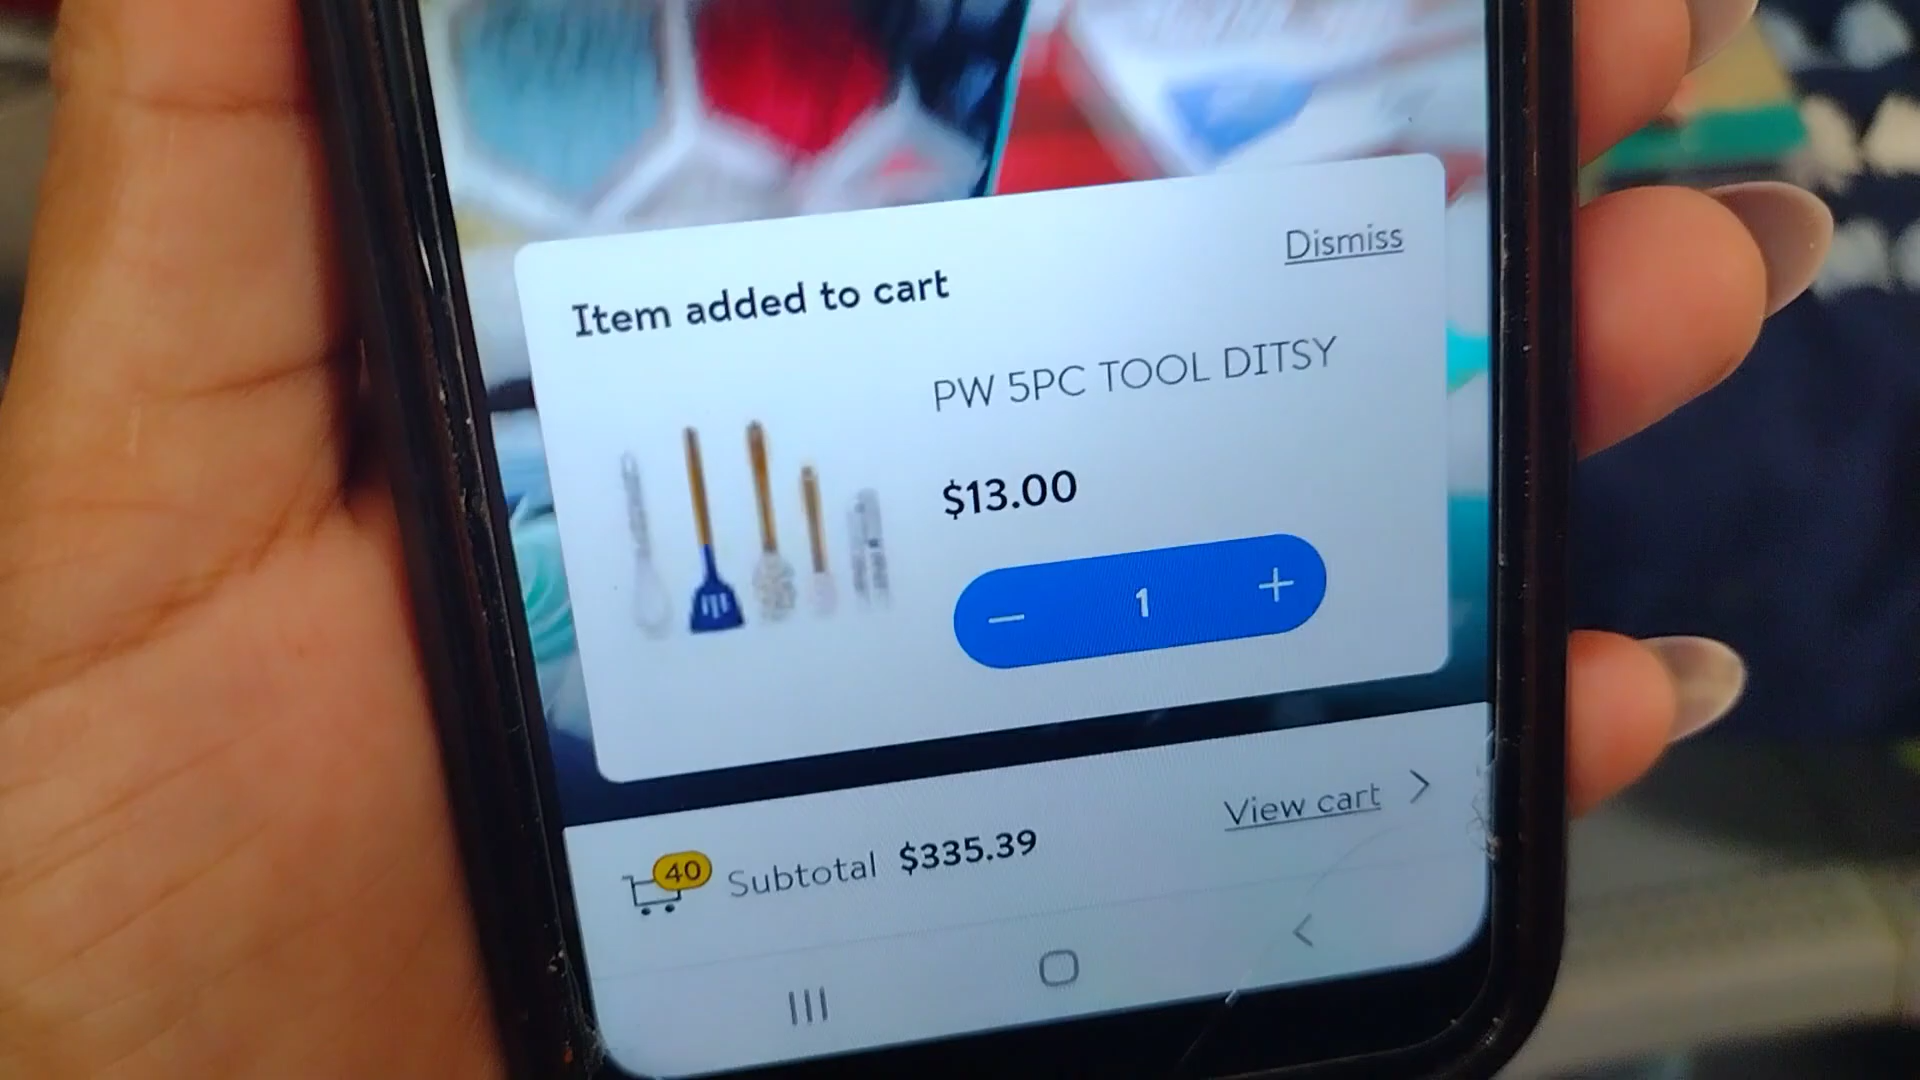 Dismiss
Item added to cart
PW 5PC TOOL DITSY
$13.00
1
40 Subtotal $335.39 View cart